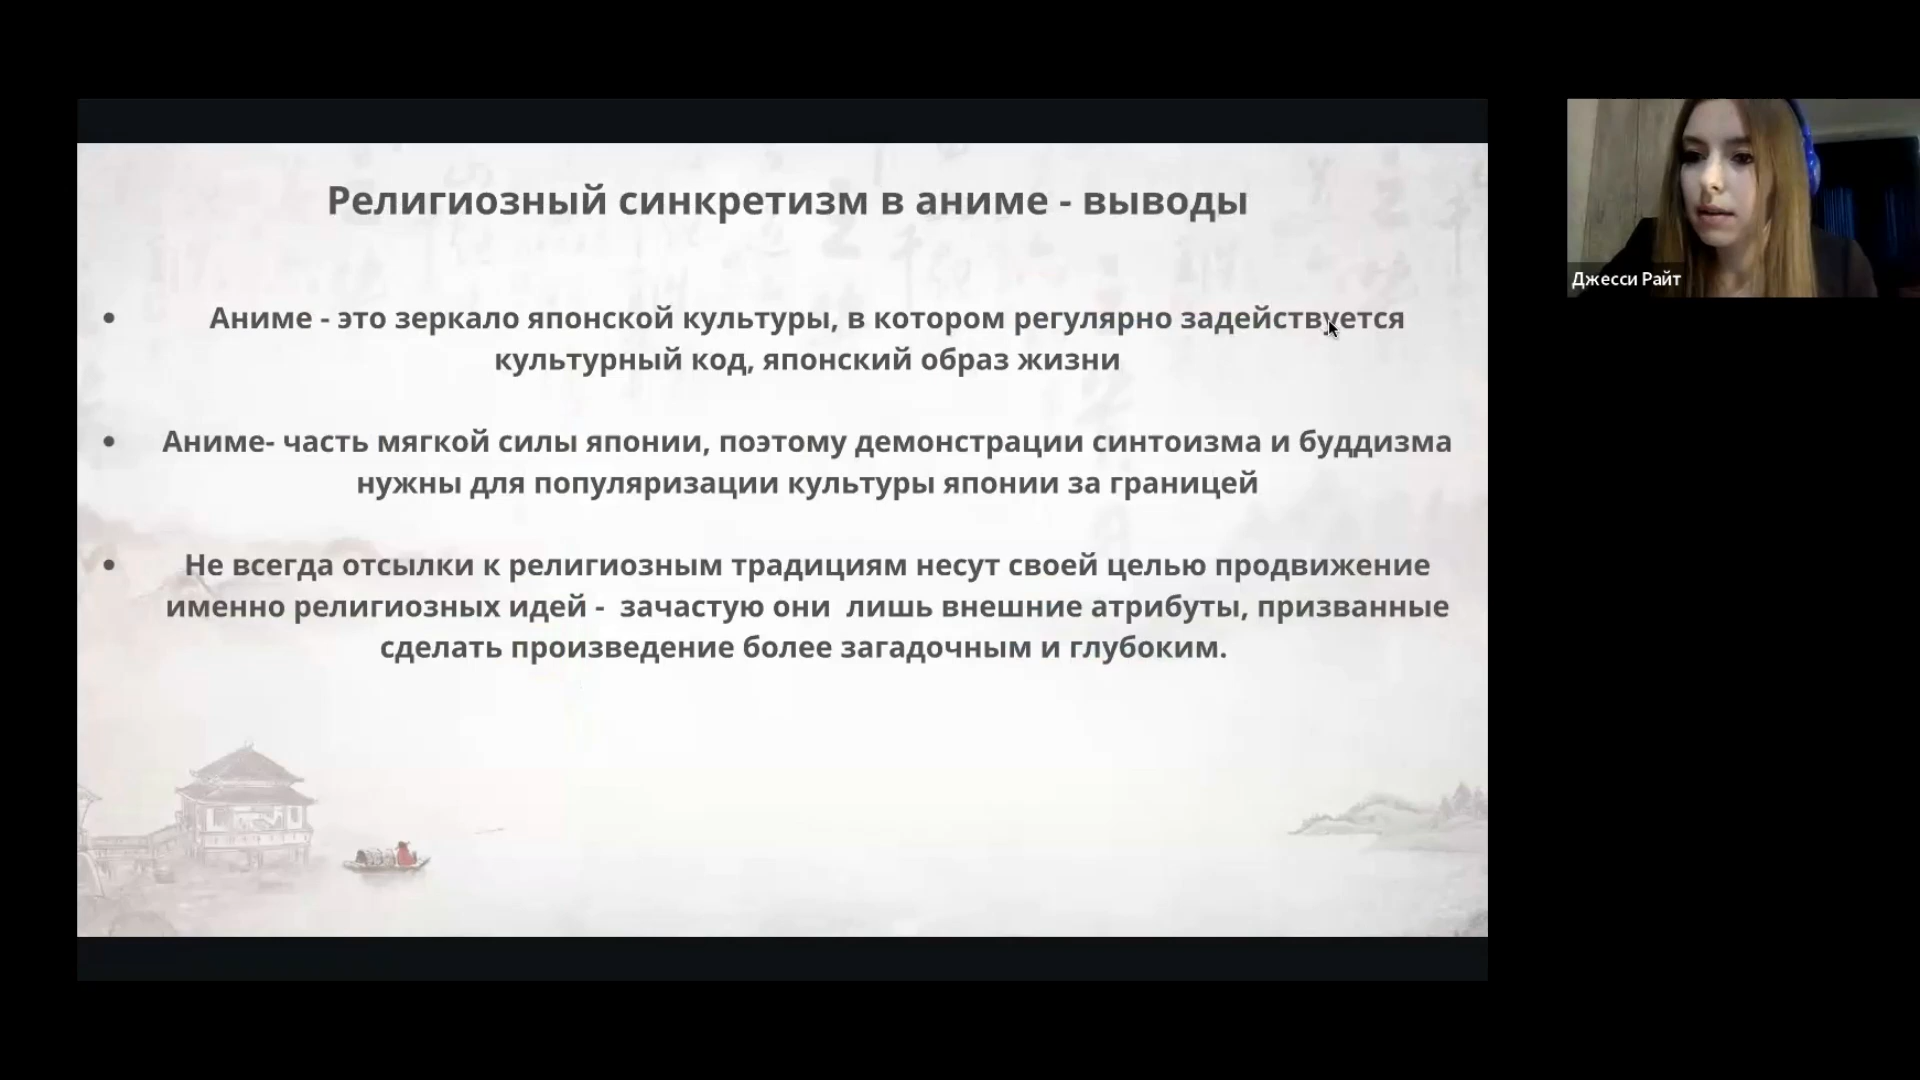 Религиозный синкретизм в аниме - выводы
Аниме - это зеркало японской культуры, в котором регулярно задействуется
культурный код, японский образ жизни
Аниме- часть мягкой силы японии, поэтому демонстрации синтоизма и буддизма
нужны для популяризации культуры японии за границей
Не всегда отсылки к религиозным традициям несут своей целью продвижение
именно религиозных идей -  зачастую они  лишь внешние атрибуты, призванные
сделать произведение более загадочным и глубоким.
Джесси Райт